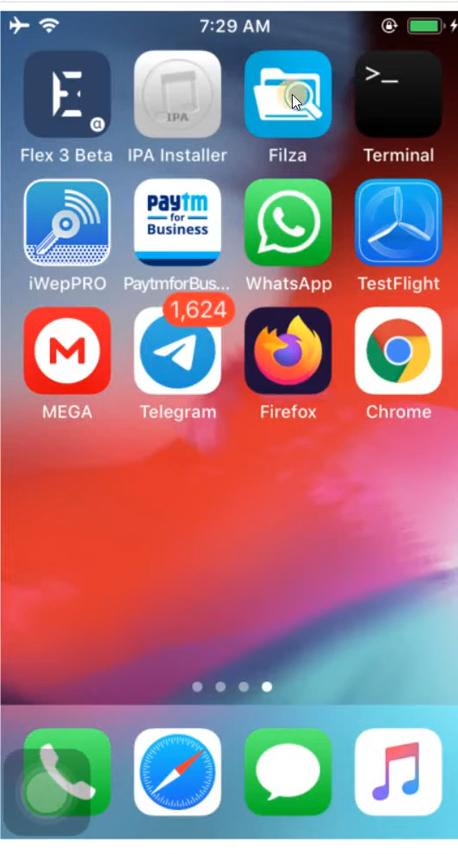 7:29 AM
Flex 3 Beta
IPA
IPA Installer
Filza
>_
Terminal
iWepPRO
paytm
for
Business
PaytmforBus...
WhatsApp
TestFlight
1,624
M
MEGA
Telegram
Firefox
Chrome